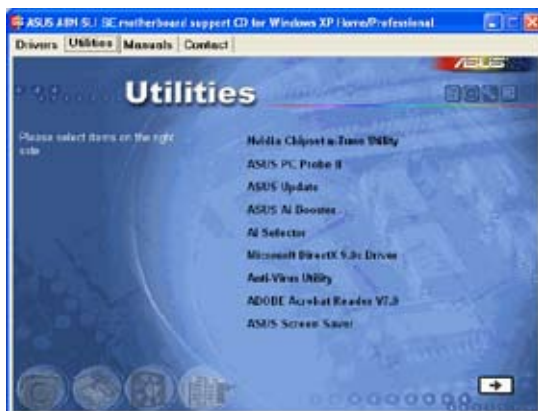 ASUS A8N-SLI SE motherboard support CD for Windows XP Home/Professional
Drivers Utilities Manuals Contact
ASUS
Utilities
Please select items on the right
side
Nvidia Chipset n-Tune Utility
ASUS PC Probe II
ASUS Update
ASUS AI Booster
AI Selector
Microsoft DirectX 9.0c Driver
Anti-Virus Utility
ADOBE Acrobat Reader V7.0
ASUS Screen Saver